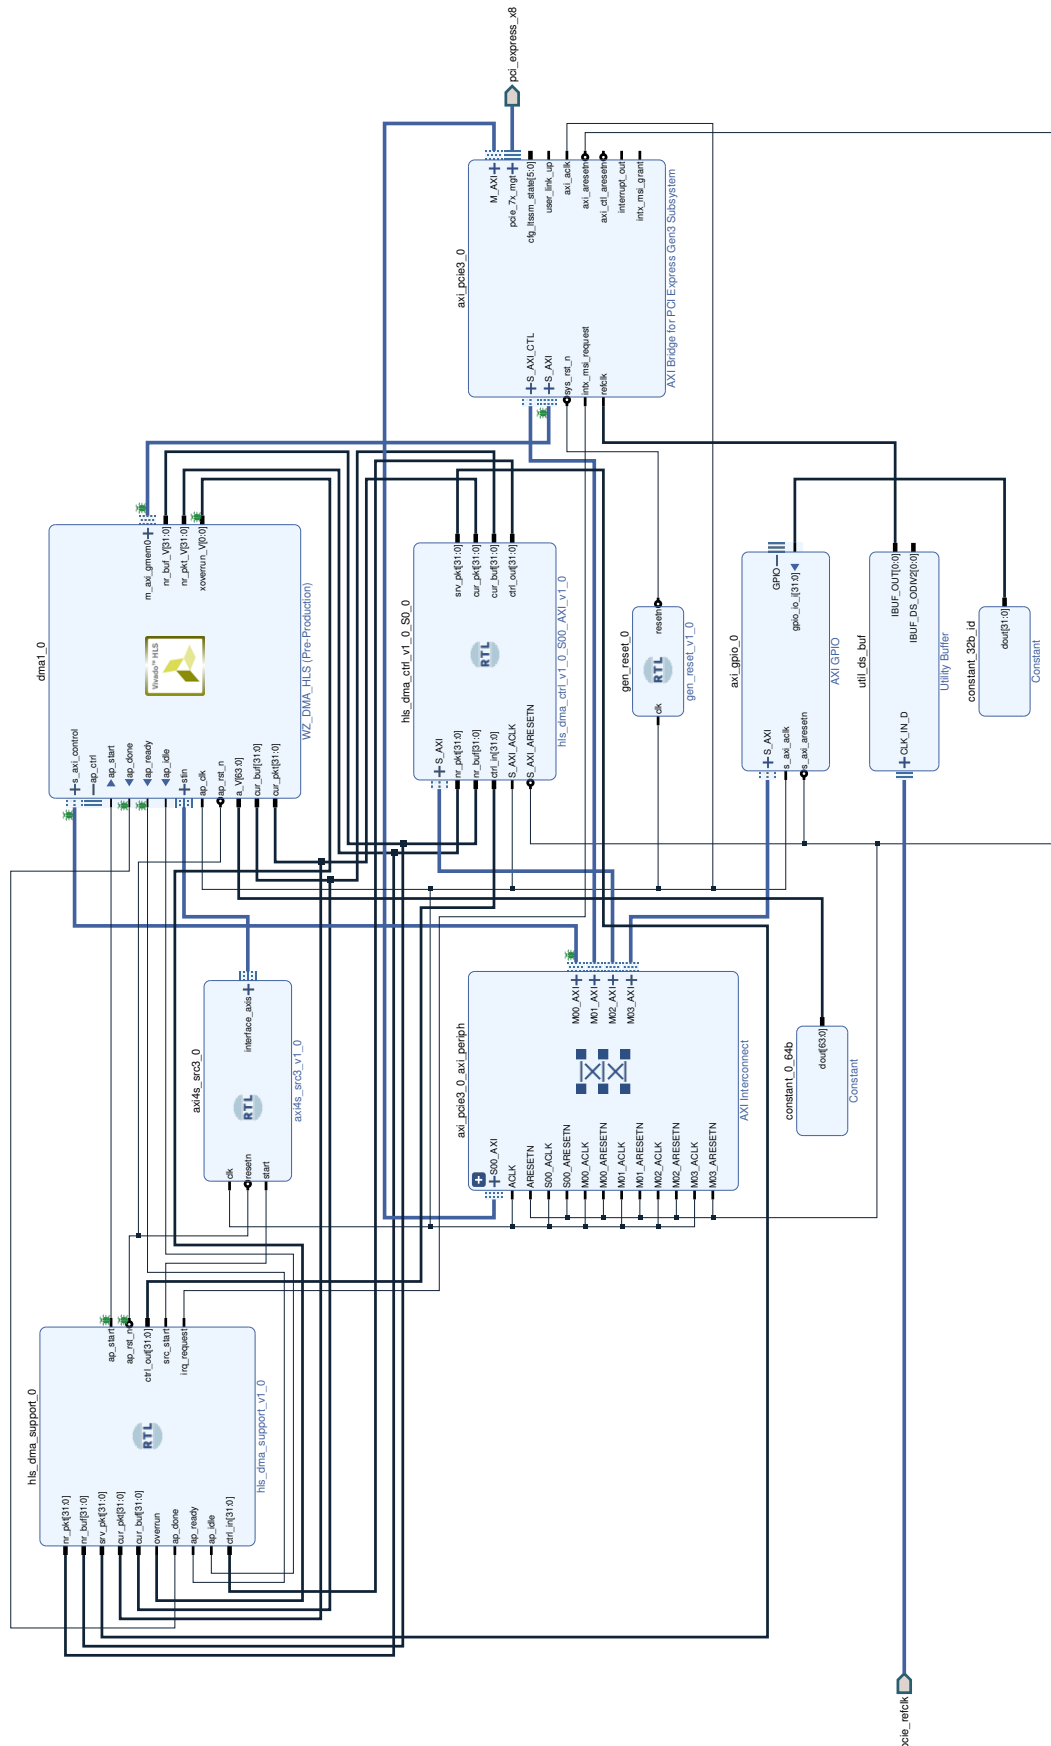 hls_dma_support_0
nr_pkt[31:0]
nr_buf[31:0]
srv_pkt[31:0]
cur_pkt[31:0]
cur_buf[31:0]
overrun
ap_done
ap_ready
ap_idle
ctrl_in[31:0]
RTL
ap_start
ap_rst_n
ctrl_out[31:0]
src_start
irq_request
hls_dma_support_v1_0
axi4s_src3_0
clk
resetn
start
RTL
interface_axis
axi4s_src3_v1_0
dma1_0
s_axi_control
ap_ctrl
ap_start
ap_done
ap_ready
ap_idle
stin
ap_clk
ap_rst_n
a_V[63:0]
cur_buf[31:0]
cur_pkt[31:0]
Vivado™ HLS
m_axi_gmem0
nr_buf_V[31:0]
nr_pkt_V[31:0]
xoverrun_V[0:0]
WZ_DMA_HLS (Pre-Production)
axi_pcie3_0_axi_periph
S00_AXI
ACLK
ARESETN
S00_ACLK
S00_ARESETN
M00_ACLK
M00_ARESETN
M01_ACLK
M01_ARESETN
M02_ACLK
M02_ARESETN
M03_ACLK
M03_ARESETN
M00_AXI
M01_AXI
M02_AXI
M03_AXI
AXI Interconnect
hls_dma_ctrl_v1_0_S0_0
S_AXI
nr_pkt[31:0]
nr_buf[31:0]
ctrl_in[31:0]
S_AXI_ACLK
S_AXI_ARESETN
RTL
srv_pkt[31:0]
cur_pkt[31:0]
cur_buf[31:0]
ctrl_out[31:0]
hls_dma_ctrl_v1_0_S00_AXI_v1_0
axi_pcie3_0
S_AXI_CTL
S_AXI
sys_rst_n
intx_msi_request
refclk
M_AXI
pcie_7x_mgt
cfg_ltssm_state[5:0]
user_link_up
axi_aclk
axi_aresetn
axi_ctl_aresetn
interrupt_out
intx_msi_grant
AXI Bridge for PCI Express Gen3 Subsystem
pci_express_x8
gen_reset_0
clk
RTL
resetn
gen_reset_v1_0
constant_0_64b
dout[63:0]
Constant
axi_gpio_0
S_AXI
s_axi_aclk
s_axi_aresetn
GPIO
gpio_io_i[31:0]
AXI GPIO
util_ds_buf
CLK_IN_D
IBUF_OUT[0:0]
IBUF_DS_ODIV2[0:0]
Utility Buffer
constant_32b_id
dout[31:0]
Constant
pcie_refclk